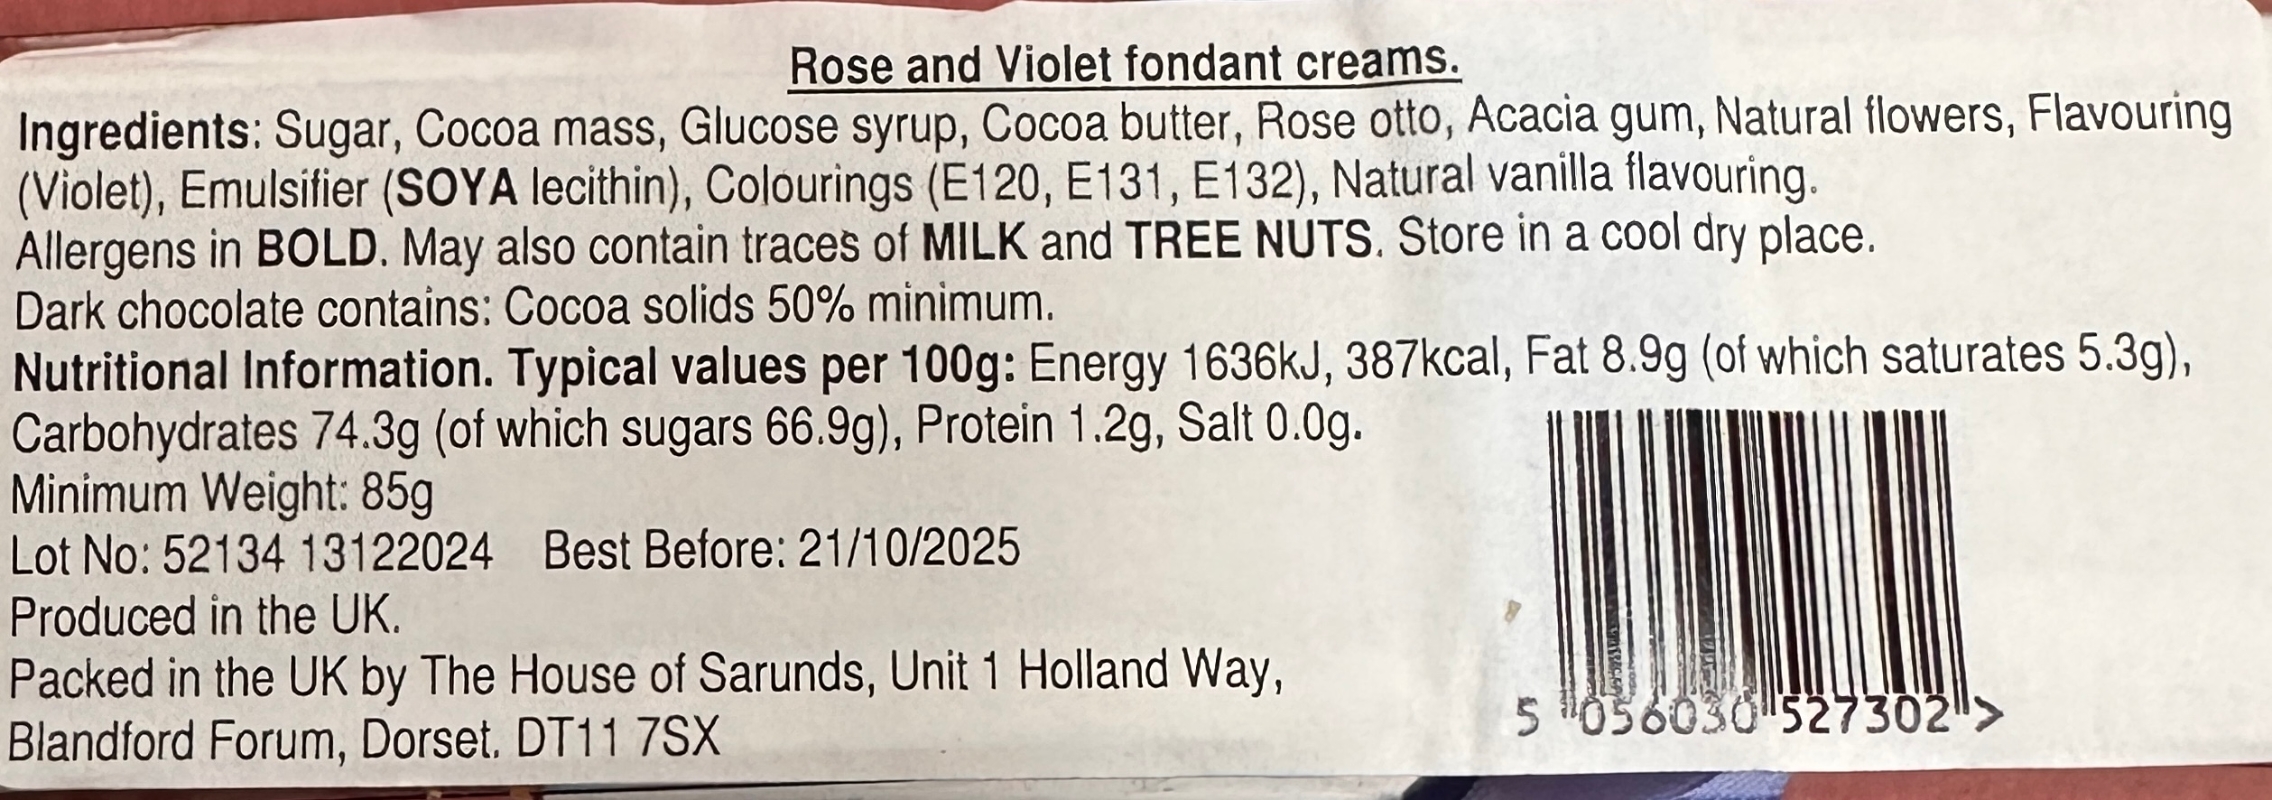 Rose and Violet fondant creams.
Ingredients: Sugar, Cocoa mass, Glucose syrup, Cocoa butter, Rose otto, Acacia gum, Natural flowers, Flavouring
(Violet), Emulsifier (SOYA lecithin), Colourings (E120, E131, E132), Natural vanilla flavouring.
Allergens in BOLD. May also contain traces of MILK and TREE NUTS. Store in a cool dry place.
Dark chocolate contains: Cocoa solids 50% minimum.
Nutritional Information. Typical values per 100g: Energy 1636kJ, 387kcal, Fat 8.9g (of which saturates 5.3g),
Carbohydrates 74.3g (of which sugars 66.9g), Protein 1.2g, Salt 0.0g.
Minimum Weight: 85g
Lot No: 52134 13122024 Best Before: 21/10/2025
Produced in the UK.
Packed in the UK by The House of Sarunds, Unit 1 Holland Way,
Blandford Forum, Dorset. DT11 7SX
5 056030 527302 >